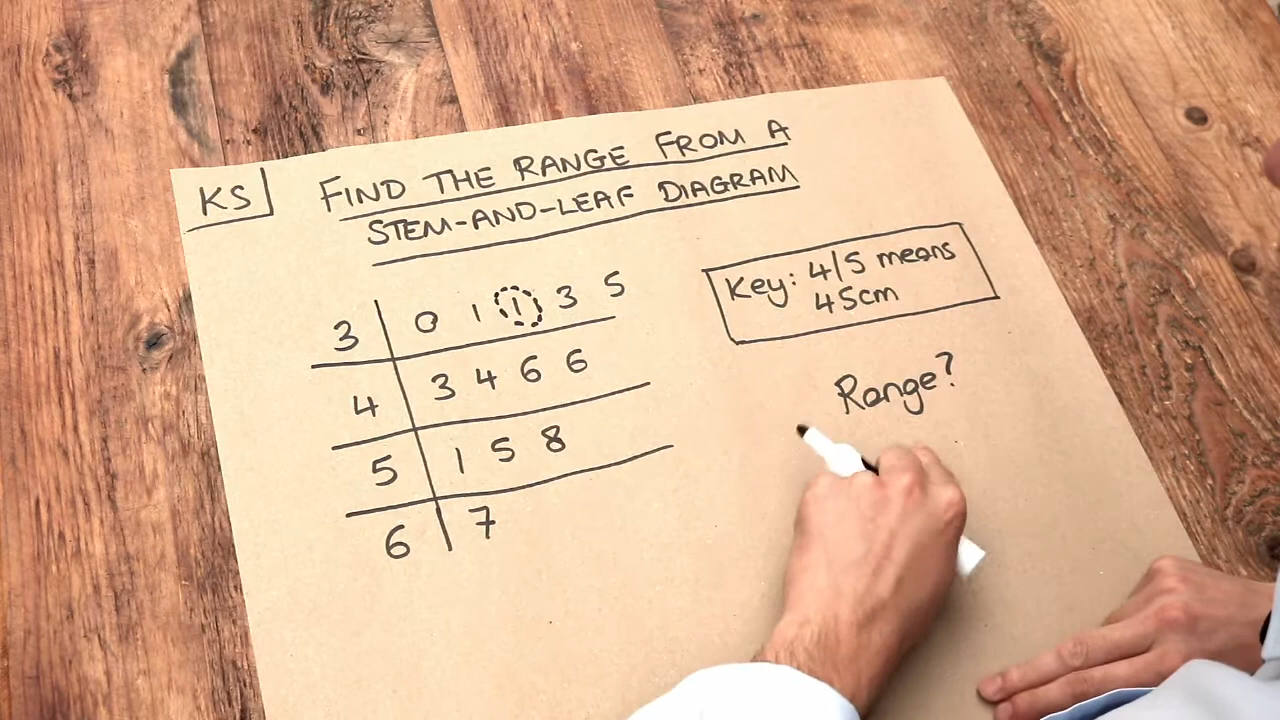 KS
FIND THE RANGE FROM A
STEM-AND-LEAF DIAGRAM
3 | 0 1 1 3 5
4 | 3 4 6 6
5 | 1 5 8
6 | 7
Key: 4|5 means
45cm
Range?